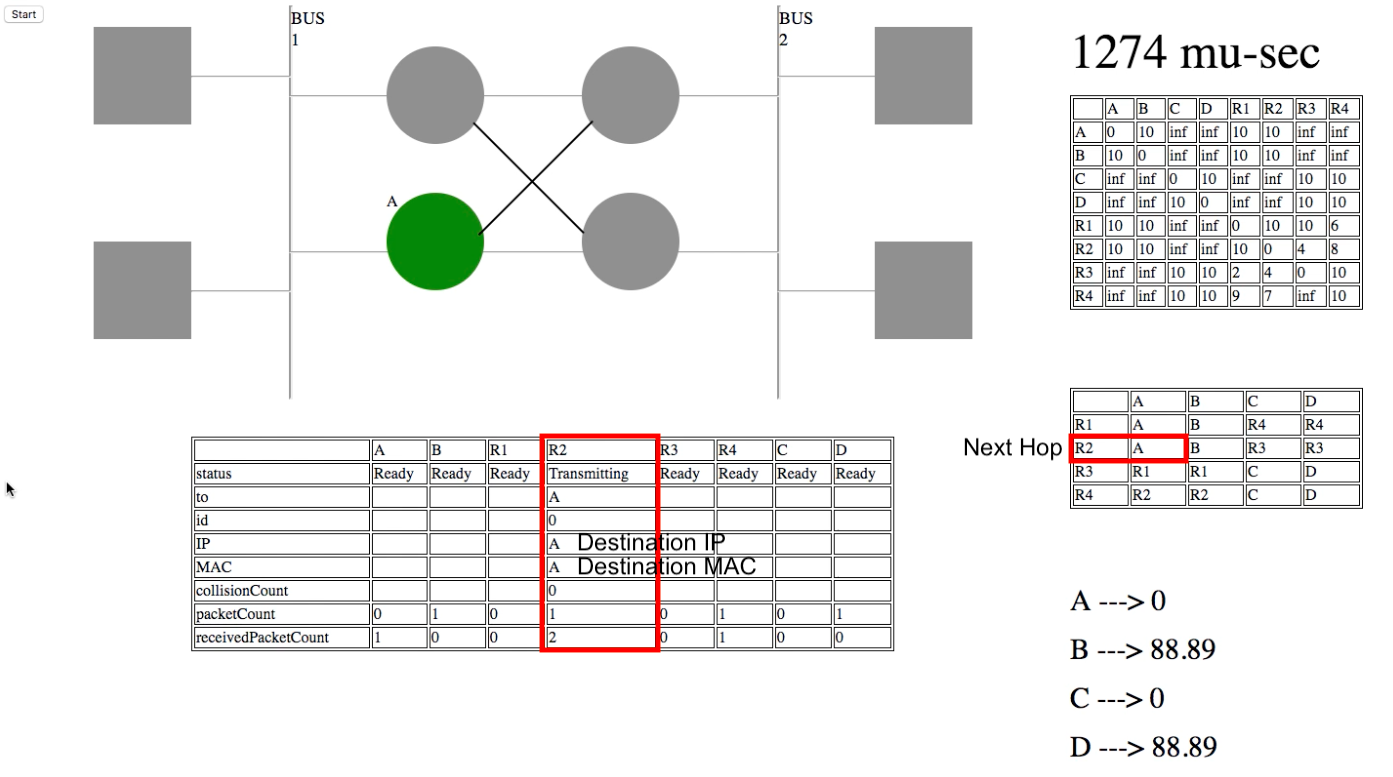 Start
BUS
1
BUS
2
1274 mu-sec
A B C D R1 R2 R3 R4
A 0 10 inf inf 10 10 inf inf
B 10 0 inf inf 10 10 inf inf
C inf inf 0 10 inf inf 10 10
D inf inf 10 0 inf inf 10 10
R1 10 10 inf inf 0 10 10 6
R2 10 10 inf inf 10 0 4 8
R3 inf inf 10 10 2 4 0 10
R4 inf inf 10 10 9 7 inf 10
A
A B C D
R1 A B R4 R4
Next Hop R2 A B R3 R3
R3 R1 R1 C D
R4 R2 R2 C D
A B R1 R2 R3 R4 C D
status Ready Ready Ready Transmitting Ready Ready Ready Ready
to A
id 0
IP A Destination IP
MAC A Destination MAC
collisionCount 0
packetCount 0 1 0 1 0 1 0 1
receivedPacketCount 1 0 0 2 0 1 0 0
A ---> 0
B ---> 88.89
C ---> 0
D ---> 88.89